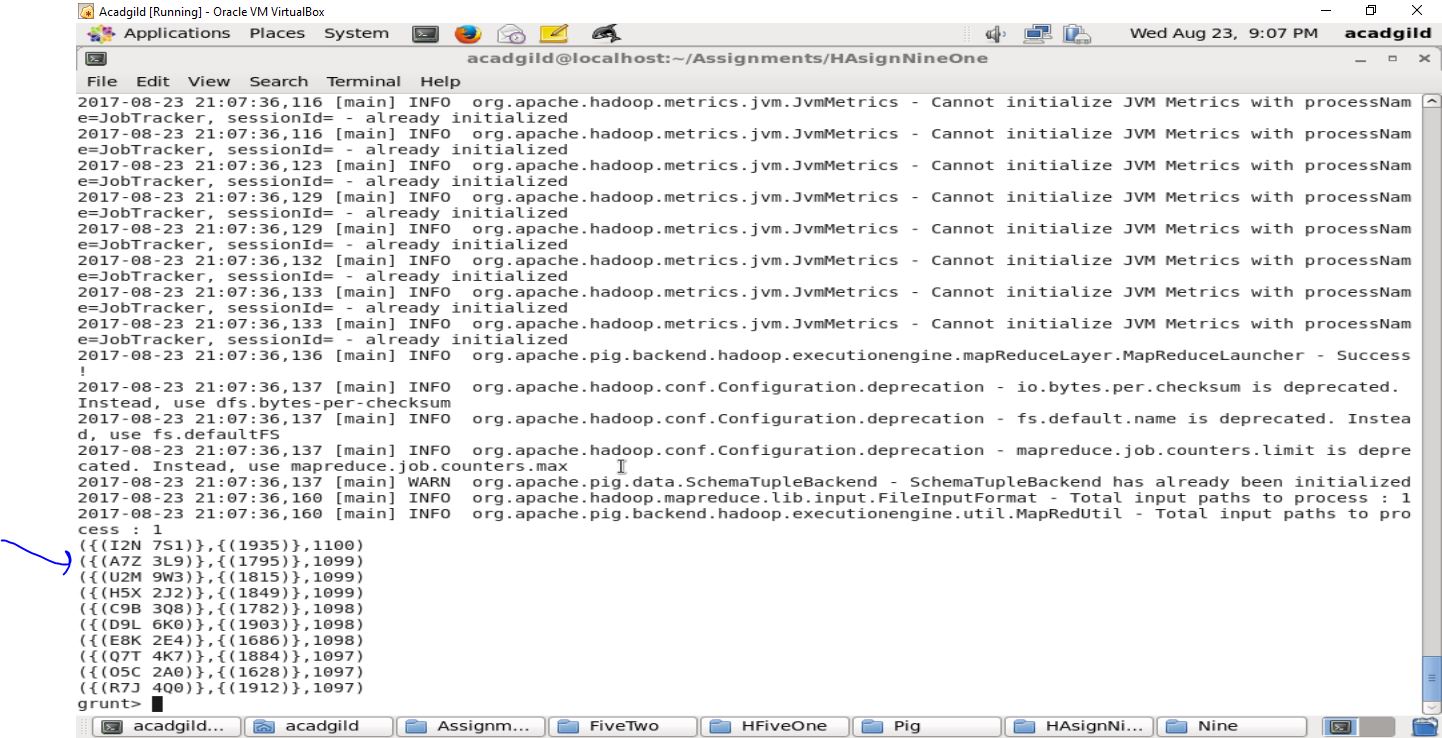 Acadgild [Running] - Oracle VM VirtualBox
Applications Places System Wed Aug 23, 9:07 PM acadgild
acadgild@localhost:~/Assignments/HAsignNineOne
File Edit View Search Terminal Help
2017-08-23 21:07:36,116 [main] INFO  org.apache.hadoop.metrics.jvm.JvmMetrics - Cannot initialize JVM Metrics with processNam
e=JobTracker, sessionId= - already initialized
2017-08-23 21:07:36,116 [main] INFO  org.apache.hadoop.metrics.jvm.JvmMetrics - Cannot initialize JVM Metrics with processNam
e=JobTracker, sessionId= - already initialized
2017-08-23 21:07:36,123 [main] INFO  org.apache.hadoop.metrics.jvm.JvmMetrics - Cannot initialize JVM Metrics with processNam
e=JobTracker, sessionId= - already initialized
2017-08-23 21:07:36,129 [main] INFO  org.apache.hadoop.metrics.jvm.JvmMetrics - Cannot initialize JVM Metrics with processNam
e=JobTracker, sessionId= - already initialized
2017-08-23 21:07:36,129 [main] INFO  org.apache.hadoop.metrics.jvm.JvmMetrics - Cannot initialize JVM Metrics with processNam
e=JobTracker, sessionId= - already initialized
2017-08-23 21:07:36,132 [main] INFO  org.apache.hadoop.metrics.jvm.JvmMetrics - Cannot initialize JVM Metrics with processNam
e=JobTracker, sessionId= - already initialized
2017-08-23 21:07:36,133 [main] INFO  org.apache.hadoop.metrics.jvm.JvmMetrics - Cannot initialize JVM Metrics with processNam
e=JobTracker, sessionId= - already initialized
2017-08-23 21:07:36,133 [main] INFO  org.apache.hadoop.metrics.jvm.JvmMetrics - Cannot initialize JVM Metrics with processNam
e=JobTracker, sessionId= - already initialized
2017-08-23 21:07:36,136 [main] INFO  org.apache.pig.backend.hadoop.executionengine.mapReduceLayer.MapReduceLauncher - Success
!
2017-08-23 21:07:36,137 [main] INFO  org.apache.hadoop.conf.Configuration.deprecation - io.bytes.per.checksum is deprecated.
Instead, use dfs.bytes-per-checksum
2017-08-23 21:07:36,137 [main] INFO  org.apache.hadoop.conf.Configuration.deprecation - fs.default.name is deprecated. Instea
d, use fs.defaultFS
2017-08-23 21:07:36,137 [main] INFO  org.apache.hadoop.conf.Configuration.deprecation - mapreduce.job.counters.limit is depre
cated. Instead, use mapreduce.job.counters.max
2017-08-23 21:07:36,137 [main] WARN  org.apache.pig.data.SchemaTupleBackend - SchemaTupleBackend has already been initialized
2017-08-23 21:07:36,160 [main] INFO  org.apache.hadoop.mapreduce.lib.input.FileInputFormat - Total input paths to process : 1
2017-08-23 21:07:36,160 [main] INFO  org.apache.pig.backend.hadoop.executionengine.util.MapRedUtil - Total input paths to pro
cess : 1
({(I2N 7S1)},{(1935)},1100)
({(A7Z 3L9)},{(1795)},1099)
({(U2M 9W3)},{(1815)},1099)
({(H5X 2J2)},{(1849)},1099)
({(C9B 3Q8)},{(1782)},1098)
({(D9L 6K0)},{(1903)},1098)
({(E8K 2E4)},{(1686)},1098)
({(Q7T 4K7)},{(1884)},1097)
({(O5C 2A0)},{(1628)},1097)
({(R7J 4Q0)},{(1912)},1097)
grunt>
acadgild... acadgild Assignm... FiveTwo HFiveOne Pig HAsignNi... Nine